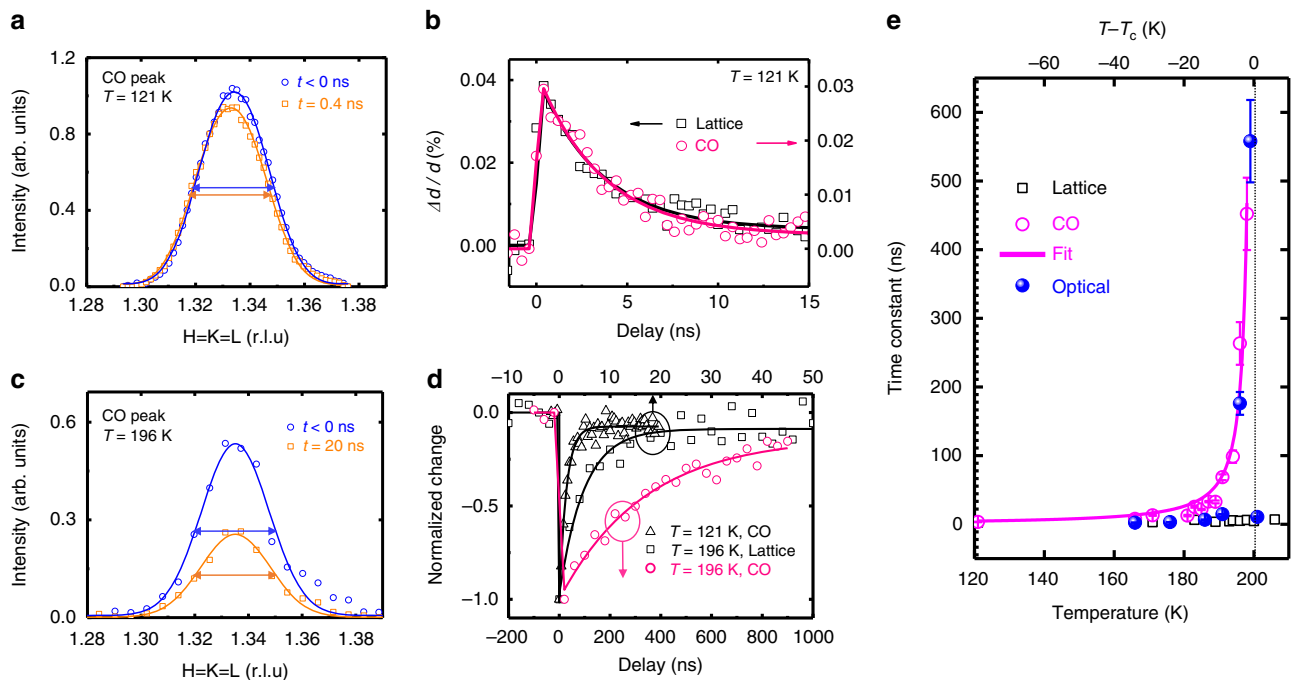 a
1.2
0.9
0.6
0.3
0.0
Intensity (arb. units)
CO peak
T = 121 K
t < 0 ns
t = 0.4 ns
1.28 1.30 1.32 1.34 1.36 1.38
H=K=L (r.l.u)
b
0.04
0.02
0.00
Δd / d (%)
T = 121 K
Lattice
CO
0.03
0.02
0.01
0.00
0 5 10 15
Delay (ns)
c
0.6
0.3
0.0
Intensity (arb. units)
CO peak
T = 196 K
t < 0 ns
t = 20 ns
1.28 1.30 1.32 1.34 1.36 1.38
H=K=L (r.l.u)
d
−10 0 10 20 30 40 50
0.0
−0.5
−1.0
Normalized change
T = 121 K, CO
T = 196 K, Lattice
T = 196 K, CO
−200 0 200 400 600 800 1000
Delay (ns)
e
T−Tc (K)
−60 −40 −20 0
600
500
400
300
200
100
0
Time constant (ns)
Lattice
CO
Fit
Optical
120 140 160 180 200
Temperature (K)